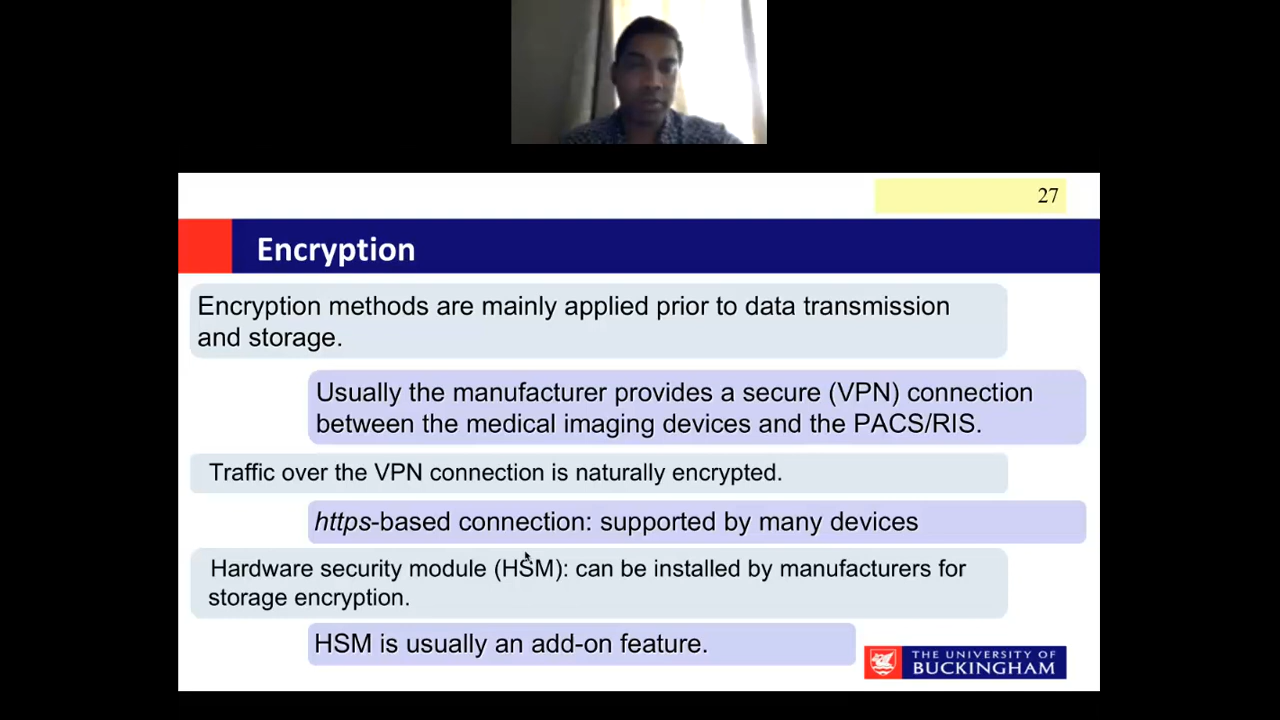 27
Encryption
Encryption methods are mainly applied prior to data transmission
and storage.
Usually the manufacturer provides a secure (VPN) connection
between the medical imaging devices and the PACS/RIS.
Traffic over the VPN connection is naturally encrypted.
https-based connection: supported by many devices
Hardware security module (HSM): can be installed by manufacturers for
storage encryption.
HSM is usually an add-on feature.
THE UNIVERSITY OF
BUCKINGHAM